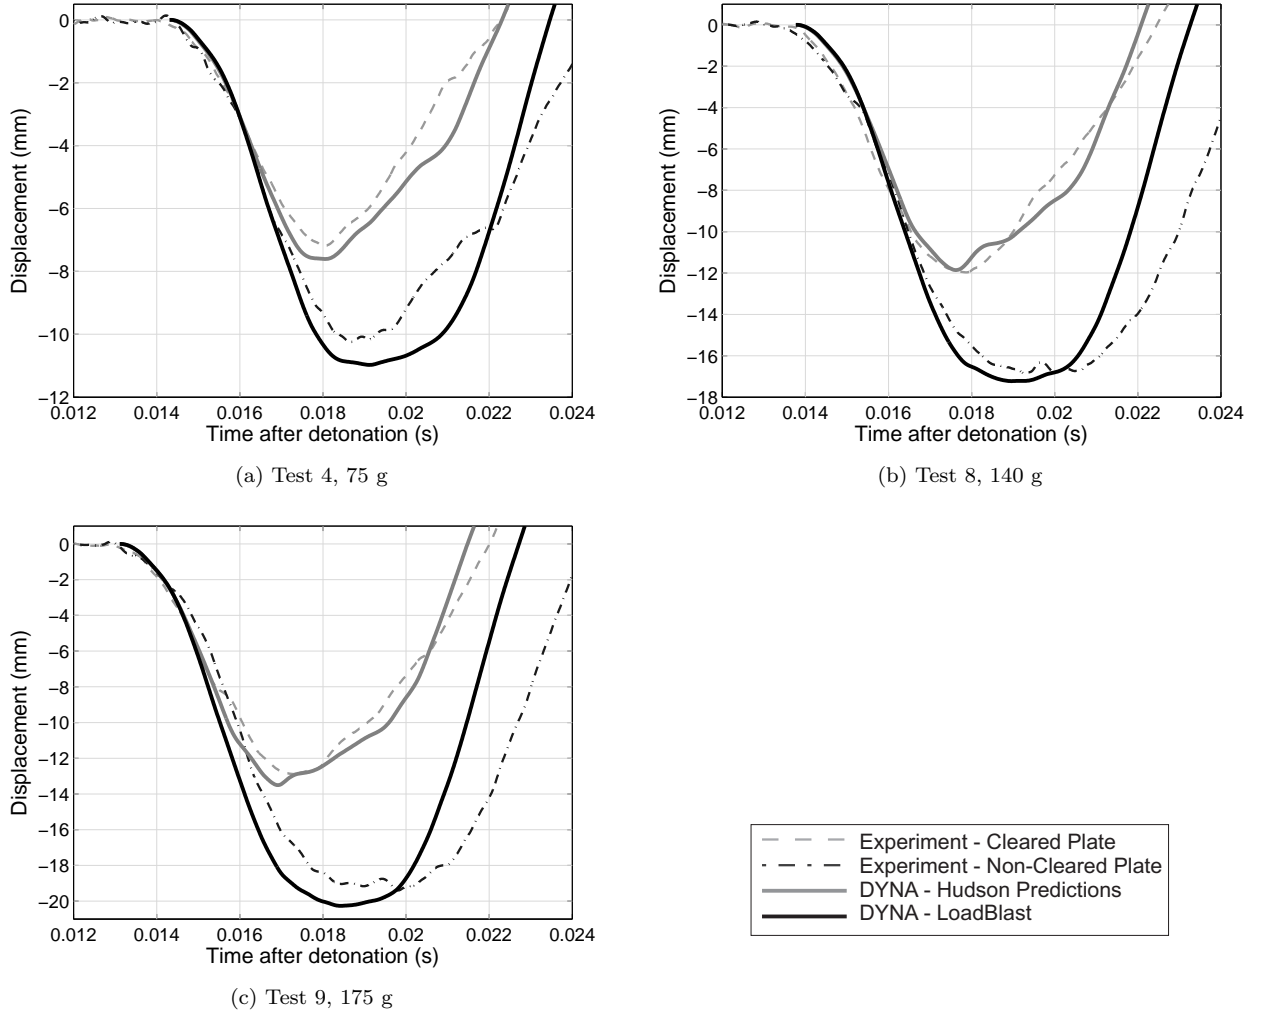 0
−2
−4
−6
−8
−10
−12
0.012 0.014 0.016 0.018 0.02 0.022 0.024
Time after detonation (s)
Displacement (mm)
(a) Test 4, 75 g
0
−2
−4
−6
−8
−10
−12
−14
−16
−18
0.012 0.014 0.016 0.018 0.02 0.022 0.024
Time after detonation (s)
Displacement (mm)
(b) Test 8, 140 g
0
−2
−4
−6
−8
−10
−12
−14
−16
−18
−20
0.012 0.014 0.016 0.018 0.02 0.022 0.024
Time after detonation (s)
Displacement (mm)
(c) Test 9, 175 g
Experiment - Cleared Plate
Experiment - Non-Cleared Plate
DYNA - Hudson Predictions
DYNA - LoadBlast